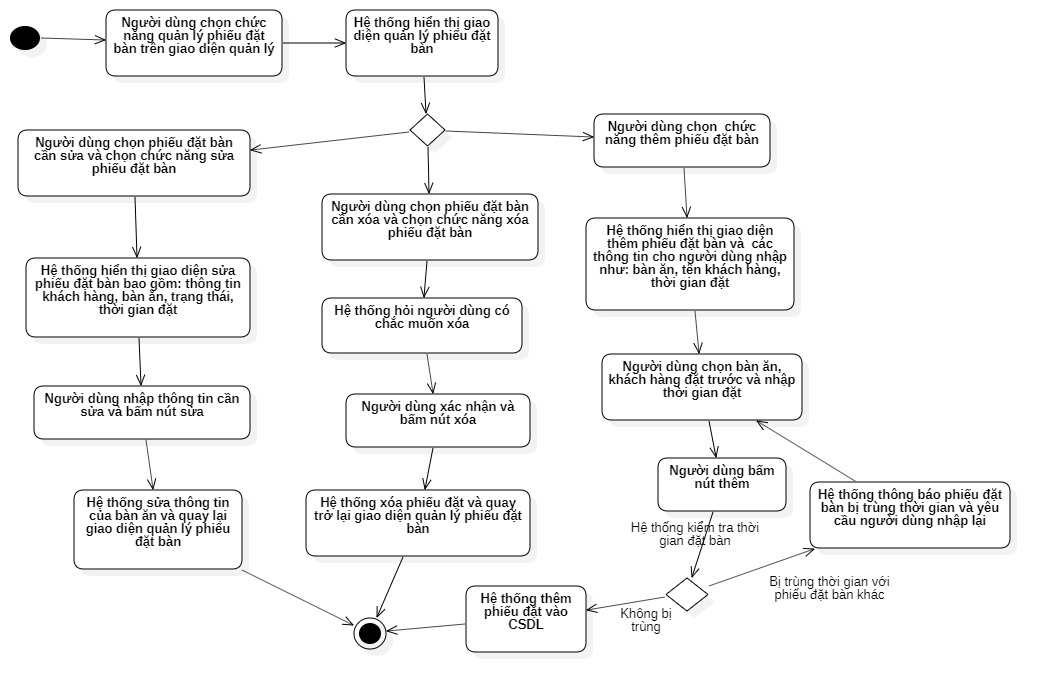 Người dùng chọn chức
năng quản lý phiếu đặt
bàn trên giao diện quản lý
Hệ thống hiển thị giao
diện quản lý phiếu đặt
bàn
Người dùng chọn phiếu đặt bàn
cần sửa và chọn chức năng sửa
phiếu đặt bàn
Người dùng chọn  chức
năng thêm phiếu đặt bàn
Người dùng chọn phiếu đặt bàn
cần xóa và chọn chức năng xóa
phiếu đặt bàn
Hệ thống hiển thị giao diện
thêm phiếu đặt bàn và  các
thông tin cho người dùng nhập
như: bàn ăn, tên khách hàng,
thời gian đặt
Hệ thống hiển thị giao diện sửa
phiếu đặt bàn bao gồm: thông tin
khách hàng, bàn ăn, trạng thái,
thời gian đặt
Hệ thống hỏi người dùng có
chắc muốn xóa
Người dùng chọn bàn ăn,
khách hàng đặt trước và nhập
thời gian đặt
Người dùng nhập thông tin cần
sửa và bấm nút sửa
Người dùng xác nhận và
bấm nút xóa
Người dùng bấm
nút thêm
Hệ thống thông báo phiếu đặt
bàn bị trùng thời gian và yêu
cầu người dùng nhập lại
Hệ thống sửa thông tin
của bàn ăn và quay lại
giao diện quản lý phiếu
đặt bàn
Hệ thống xóa phiếu đặt và quay
trở lại giao diện quản lý phiếu đặt
bàn
Hệ thống kiểm tra thời
gian đặt bàn
Bị trùng thời gian với
phiếu đặt bàn khác
Hệ thống thêm
phiếu đặt vào
CSDL
Không bị
trùng